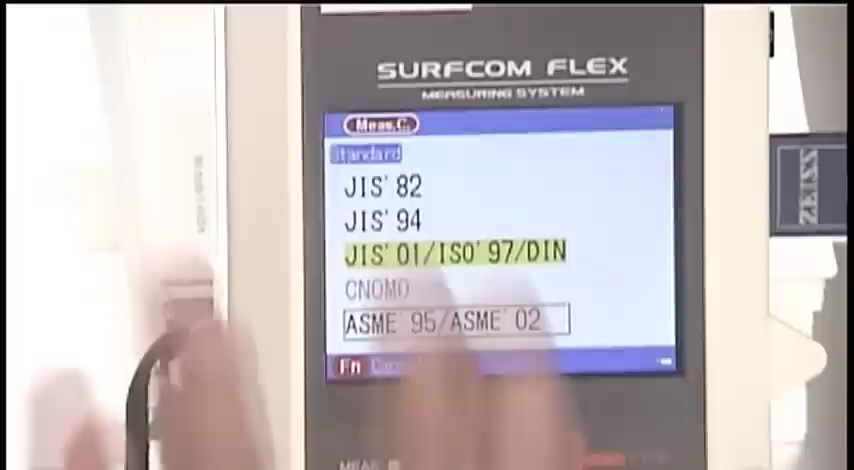 SURFCOM FLEX
MEASURING SYSTEM
Meas.C.
Standard
JIS' 82
JIS' 94
JIS' 01/ISO' 97/DIN
CNOMO
ASME' 95/ASME' 02
Fn
ZEISS